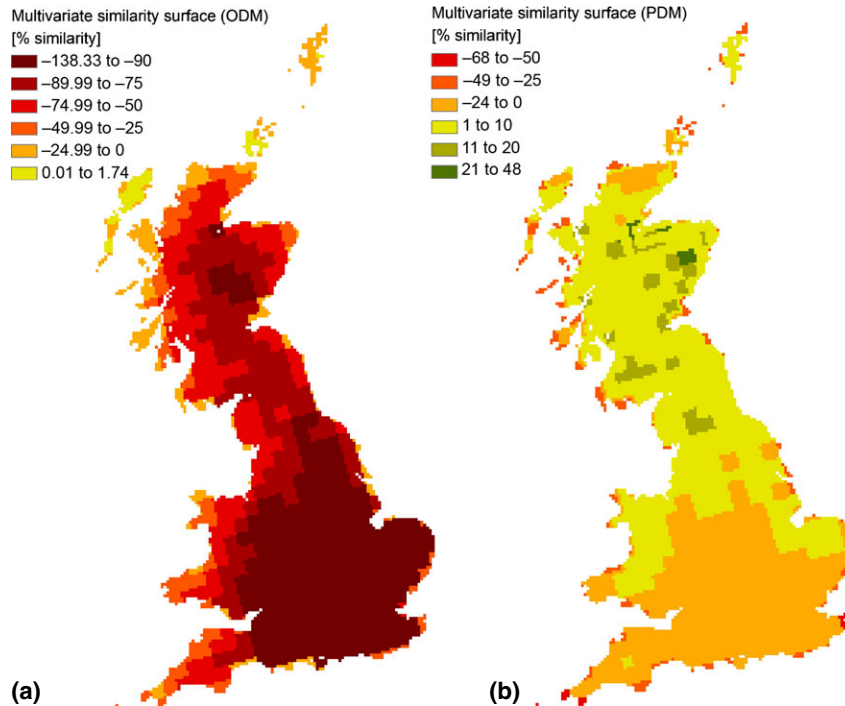 Multivariate similarity surface (ODM)
[% similarity]
–138.33 to –90
–89.99 to –75
–74.99 to –50
–49.99 to –25
–24.99 to 0
0.01 to 1.74
(a)
Multivariate similarity surface (PDM)
[% similarity]
–68 to –50
–49 to –25
–24 to 0
1 to 10
11 to 20
21 to 48
(b)